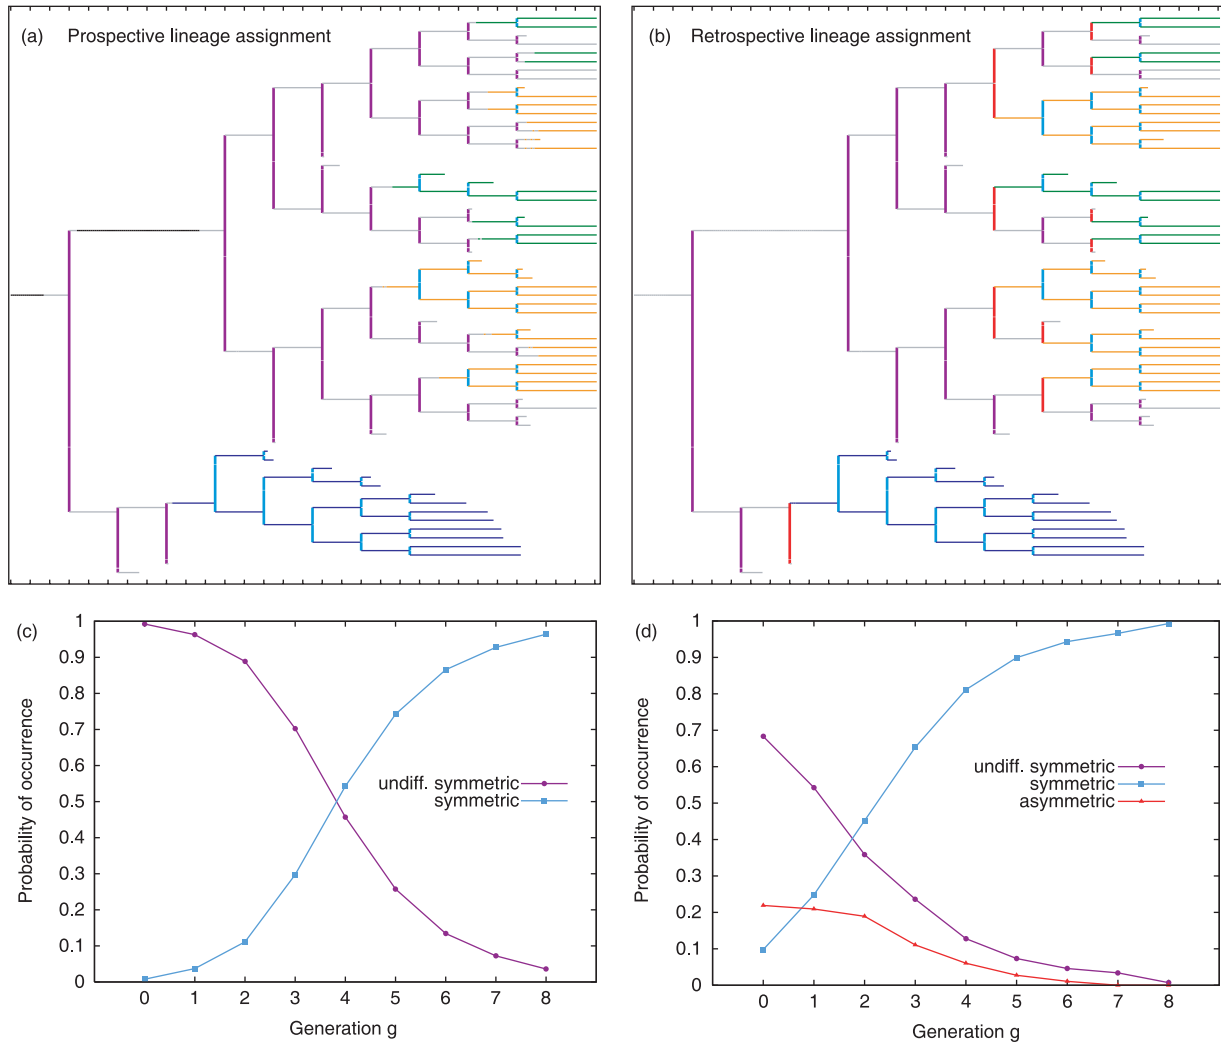 (a) Prospective lineage assignment
(b) Retrospective lineage assignment
(c)
1
0.9
0.8
0.7
0.6
0.5
0.4
0.3
0.2
0.1
0
Probability of occurrence
undiff. symmetric
symmetric
0 1 2 3 4 5 6 7 8
Generation g
(d)
1
0.9
0.8
0.7
0.6
0.5
0.4
0.3
0.2
0.1
0
Probability of occurrence
undiff. symmetric
symmetric
asymmetric
0 1 2 3 4 5 6 7 8
Generation g